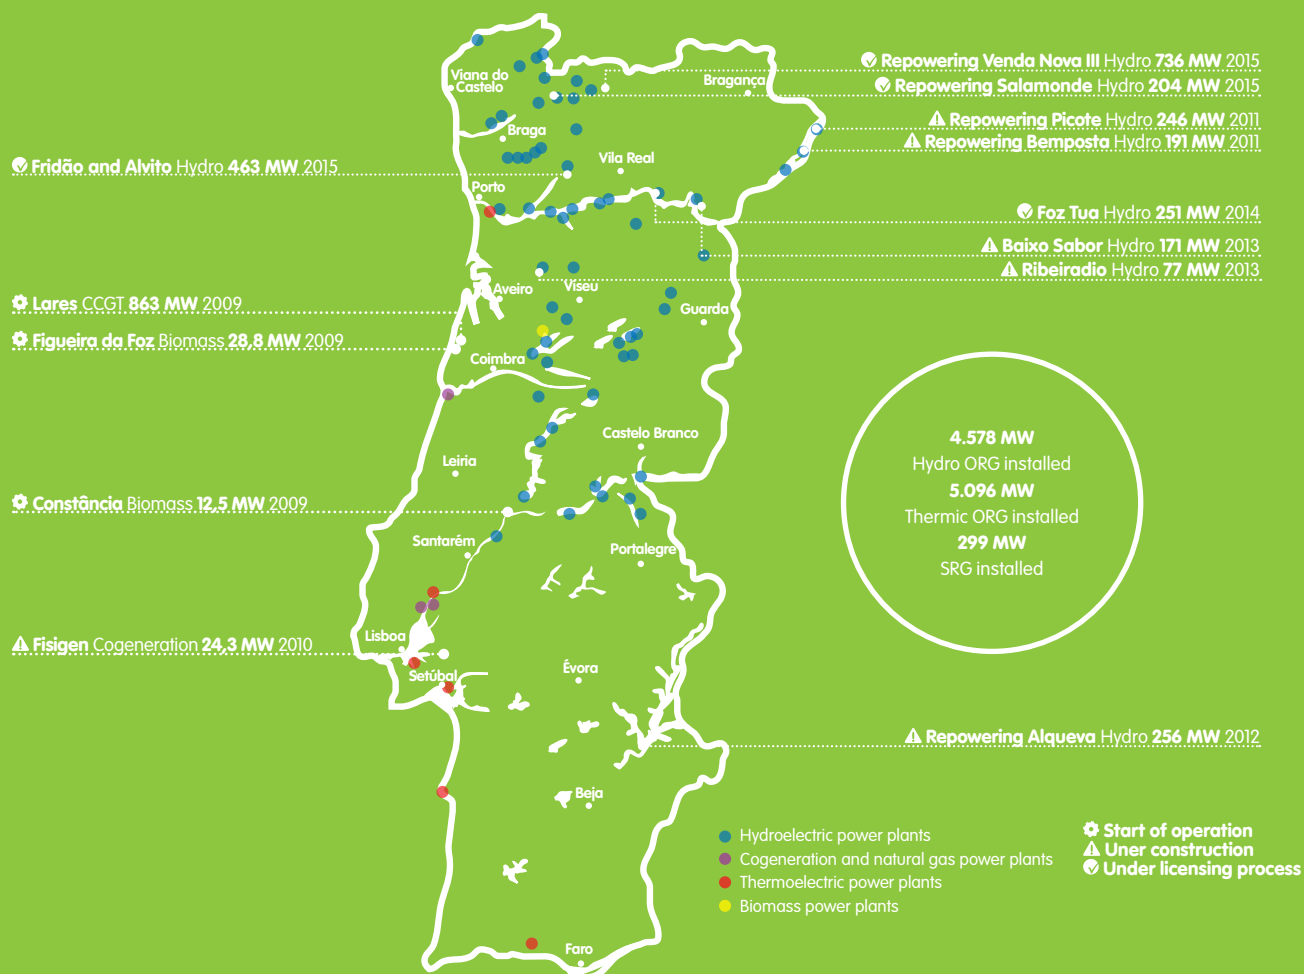 Repowering Venda Nova III Hydro 736 MW 2015
Repowering Salamonde Hydro 204 MW 2015
Repowering Picote Hydro 246 MW 2011
Repowering Bemposta Hydro 191 MW 2011
Fridão and Alvito Hydro 463 MW 2015
Foz Tua Hydro 251 MW 2014
Baixo Sabor Hydro 171 MW 2013
Ribeiradio Hydro 77 MW 2013
Lares CCGT 863 MW 2009
Figueira da Foz Biomass 28,8 MW 2009
Constância Biomass 12,5 MW 2009
Fisigen Cogeneration 24,3 MW 2010
Repowering Alqueva Hydro 256 MW 2012
Viana do
Castelo
Bragança
Braga
Vila Real
Porto
Aveiro
Viseu
Guarda
Coimbra
Castelo Branco
Leiria
Santarém
Portalegre
Lisboa
Setúbal
Évora
Beja
Faro
4.578 MW
Hydro ORG installed
5.096 MW
Thermic ORG installed
299 MW
SRG installed
Hydroelectric power plants
Cogeneration and natural gas power plants
Thermoelectric power plants
Biomass power plants
Start of operation
Uner construction
Under licensing process